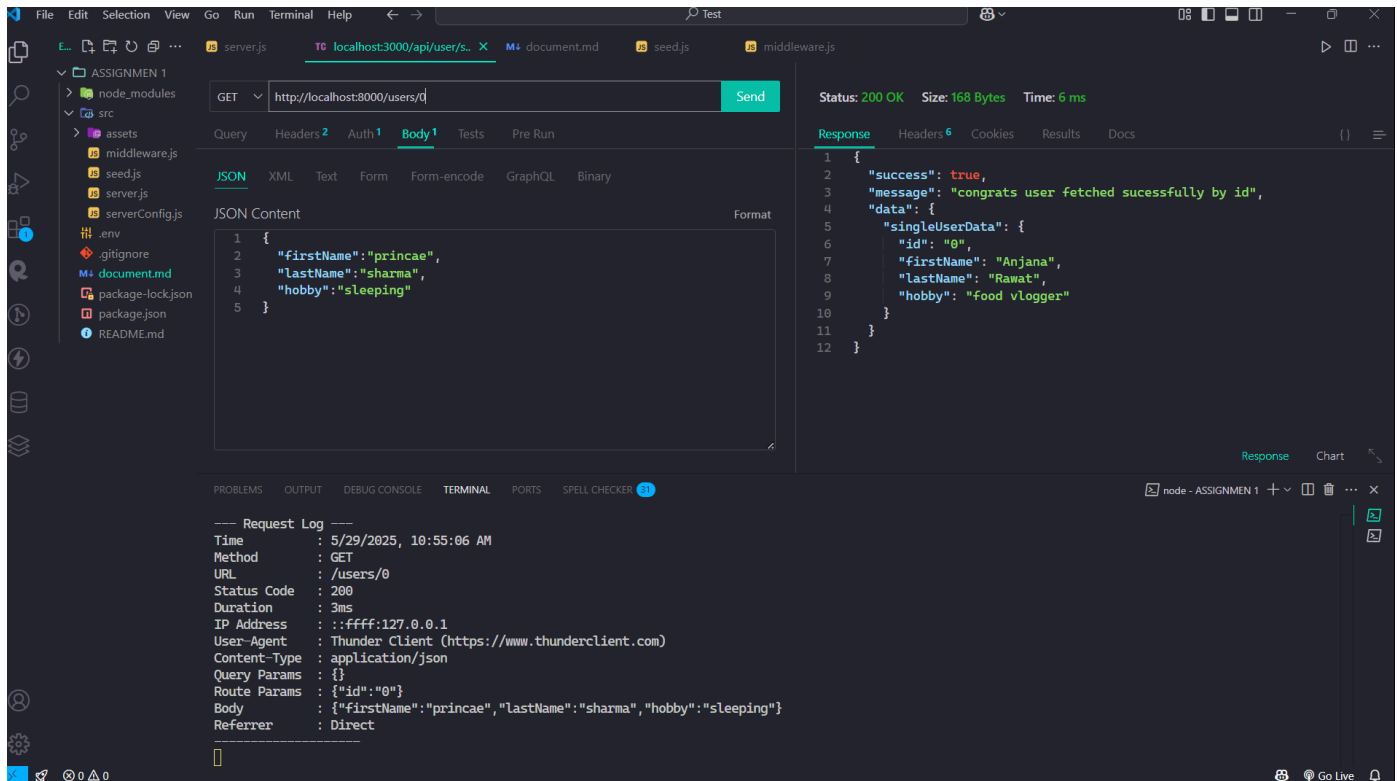 File Edit Selection View Go Run Terminal Help
Test
E...
ASSIGNMEN 1
node_modules
src
assets
middleware.js
seed.js
server.js
serverConfig.js
.env
.gitignore
document.md
package-lock.json
package.json
README.md
1
JS server.js TC localhost:3000/api/user/s.. M↓ document.md JS seed.js JS middleware.js
GET http://localhost:8000/users/0 Send
Query Headers 2 Auth 1 Body 1 Tests Pre Run
JSON XML Text Form Form-encode GraphQL Binary
JSON Content Format
1 {
2 "firstName":"princae",
3 "lastName":"sharma",
4 "hobby":"sleeping"
5 }
Status: 200 OK Size: 168 Bytes Time: 6 ms
Response Headers 6 Cookies Results Docs { }
1 {
2 "success": true,
3 "message": "congrats user fetched sucessfully by id",
4 "data": {
5 "singleUserData": {
6 "id": "0",
7 "firstName": "Anjana",
8 "lastName": "Rawat",
9 "hobby": "food vlogger"
10 }
11 }
12 }
Response Chart
PROBLEMS OUTPUT DEBUG CONSOLE TERMINAL PORTS SPELL CHECKER 31
node - ASSIGNMEN 1
--- Request Log ---
Time : 5/29/2025, 10:55:06 AM
Method : GET
URL : /users/0
Status Code : 200
Duration : 3ms
IP Address : ::ffff:127.0.0.1
User-Agent : Thunder Client (https://www.thunderclient.com)
Content-Type : application/json
Query Params : {}
Route Params : {"id":"0"}
Body : {"firstName":"princae","lastName":"sharma","hobby":"sleeping"}
Referrer : Direct
--------------------
0 0
Go Live